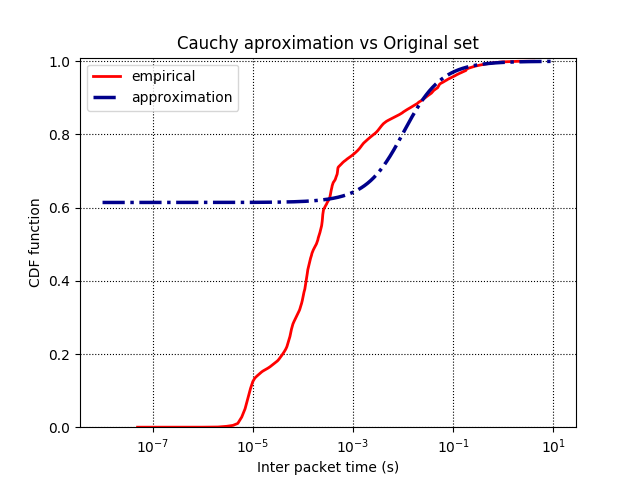 Cauchy aproximation vs Original set
empirical
approximation
CDF function
1.0
0.8
0.6
0.4
0.2
0.0
10^-7 10^-5 10^-3 10^-1 10^1
Inter packet time (s)